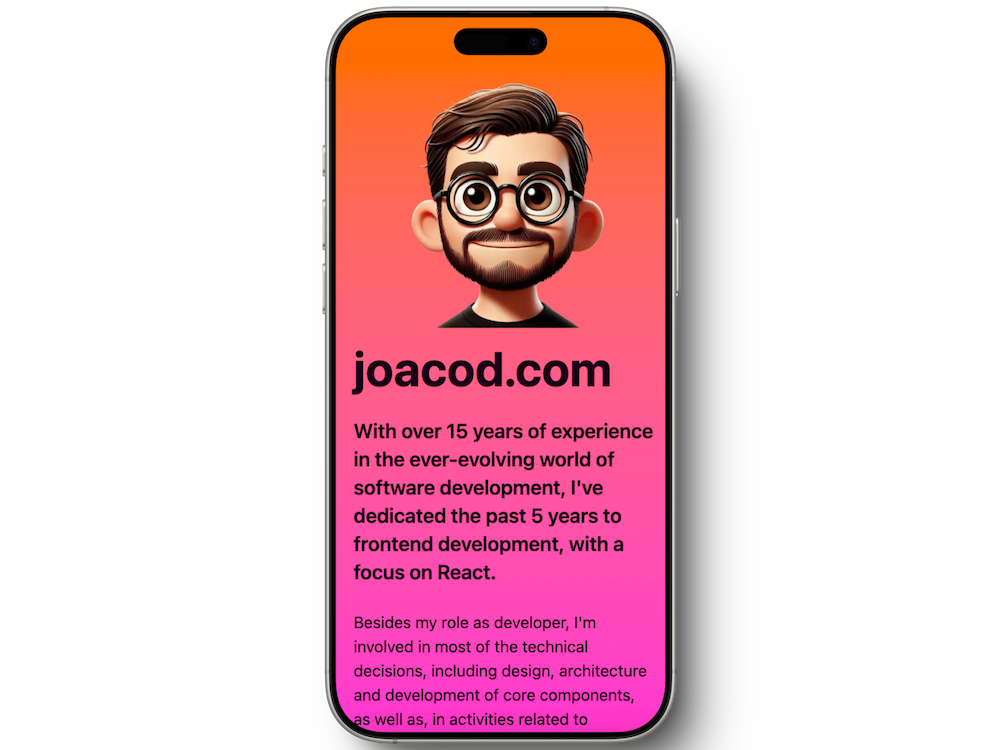 joacod.com
With over 15 years of experience
in the ever-evolving world of
software development, I've
dedicated the past 5 years to
frontend development, with a
focus on React.
Besides my role as developer, I'm
involved in most of the technical
decisions, including design, architecture
and development of core components,
as well as, in activities related to